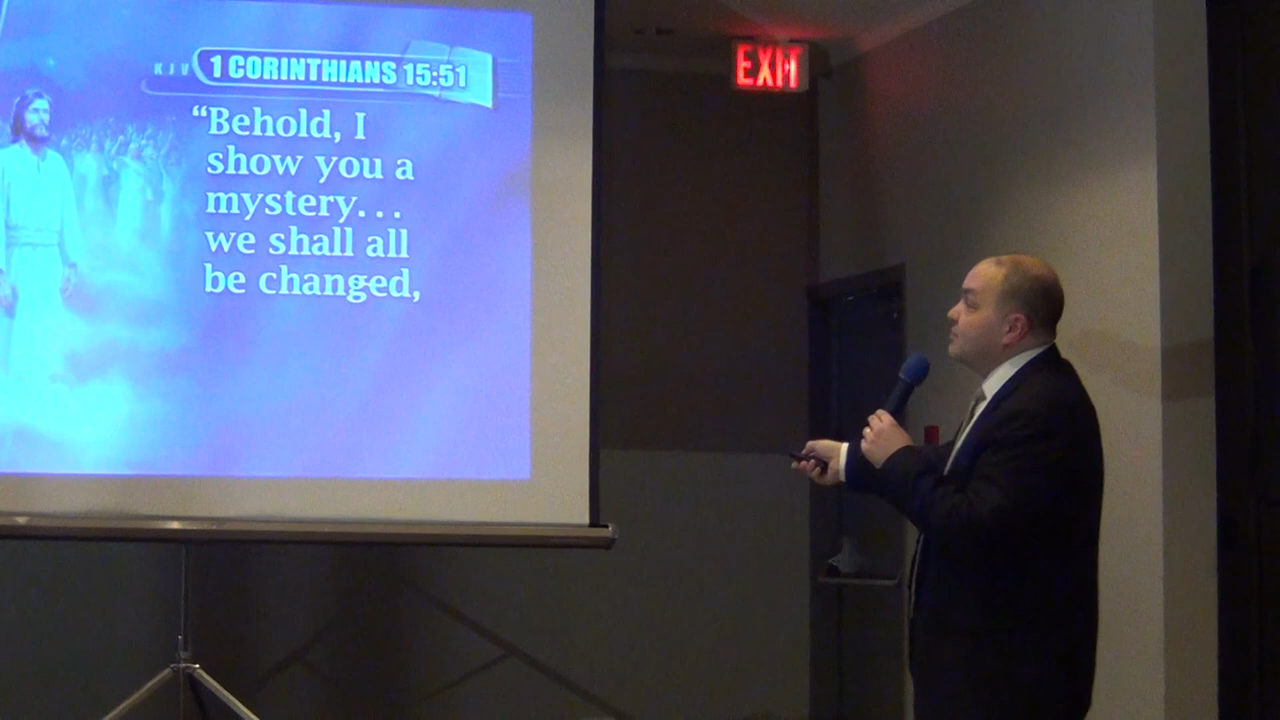 KJV 1 CORINTHIANS 15:51
“Behold, I
show you a
mystery...
we shall all
be changed,
EXIT